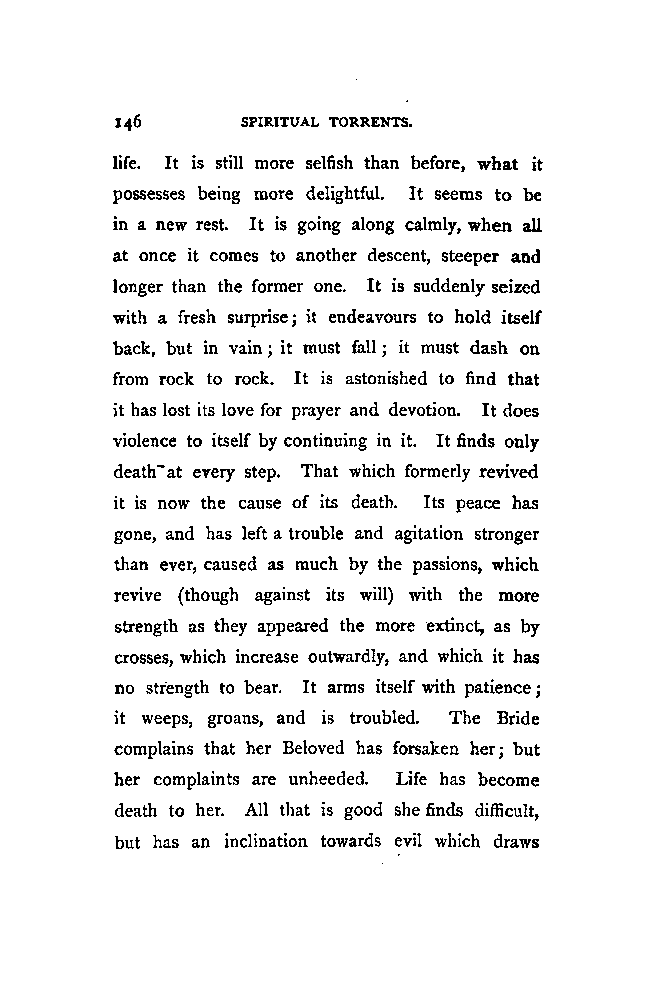 146 SPIRITUAL TORRENTS.
life. It is still more selfish than before, what it
possesses being more delightful. It seems to be
in a new rest. It is going along calmly, when all
at once it comes to another descent, steeper and
longer than the former one. It is suddenly seized
with a fresh surprise; it endeavours to hold itself
back, but in vain; it must fall; it must dash on
from rock to rock. It is astonished to find that
it has lost its love for prayer and devotion. It does
violence to itself by continuing in it. It finds only
death at every step. That which formerly revived
it is now the cause of its death. Its peace has
gone, and has left a trouble and agitation stronger
than ever, caused as much by the passions, which
revive (though against its will) with the more
strength as they appeared the more extinct, as by
crosses, which increase outwardly, and which it has
no strength to bear. It arms itself with patience;
it weeps, groans, and is troubled. The Bride
complains that her Beloved has forsaken her; but
her complaints are unheeded. Life has become
death to her. All that is good she finds difficult,
but has an inclination towards evil which draws